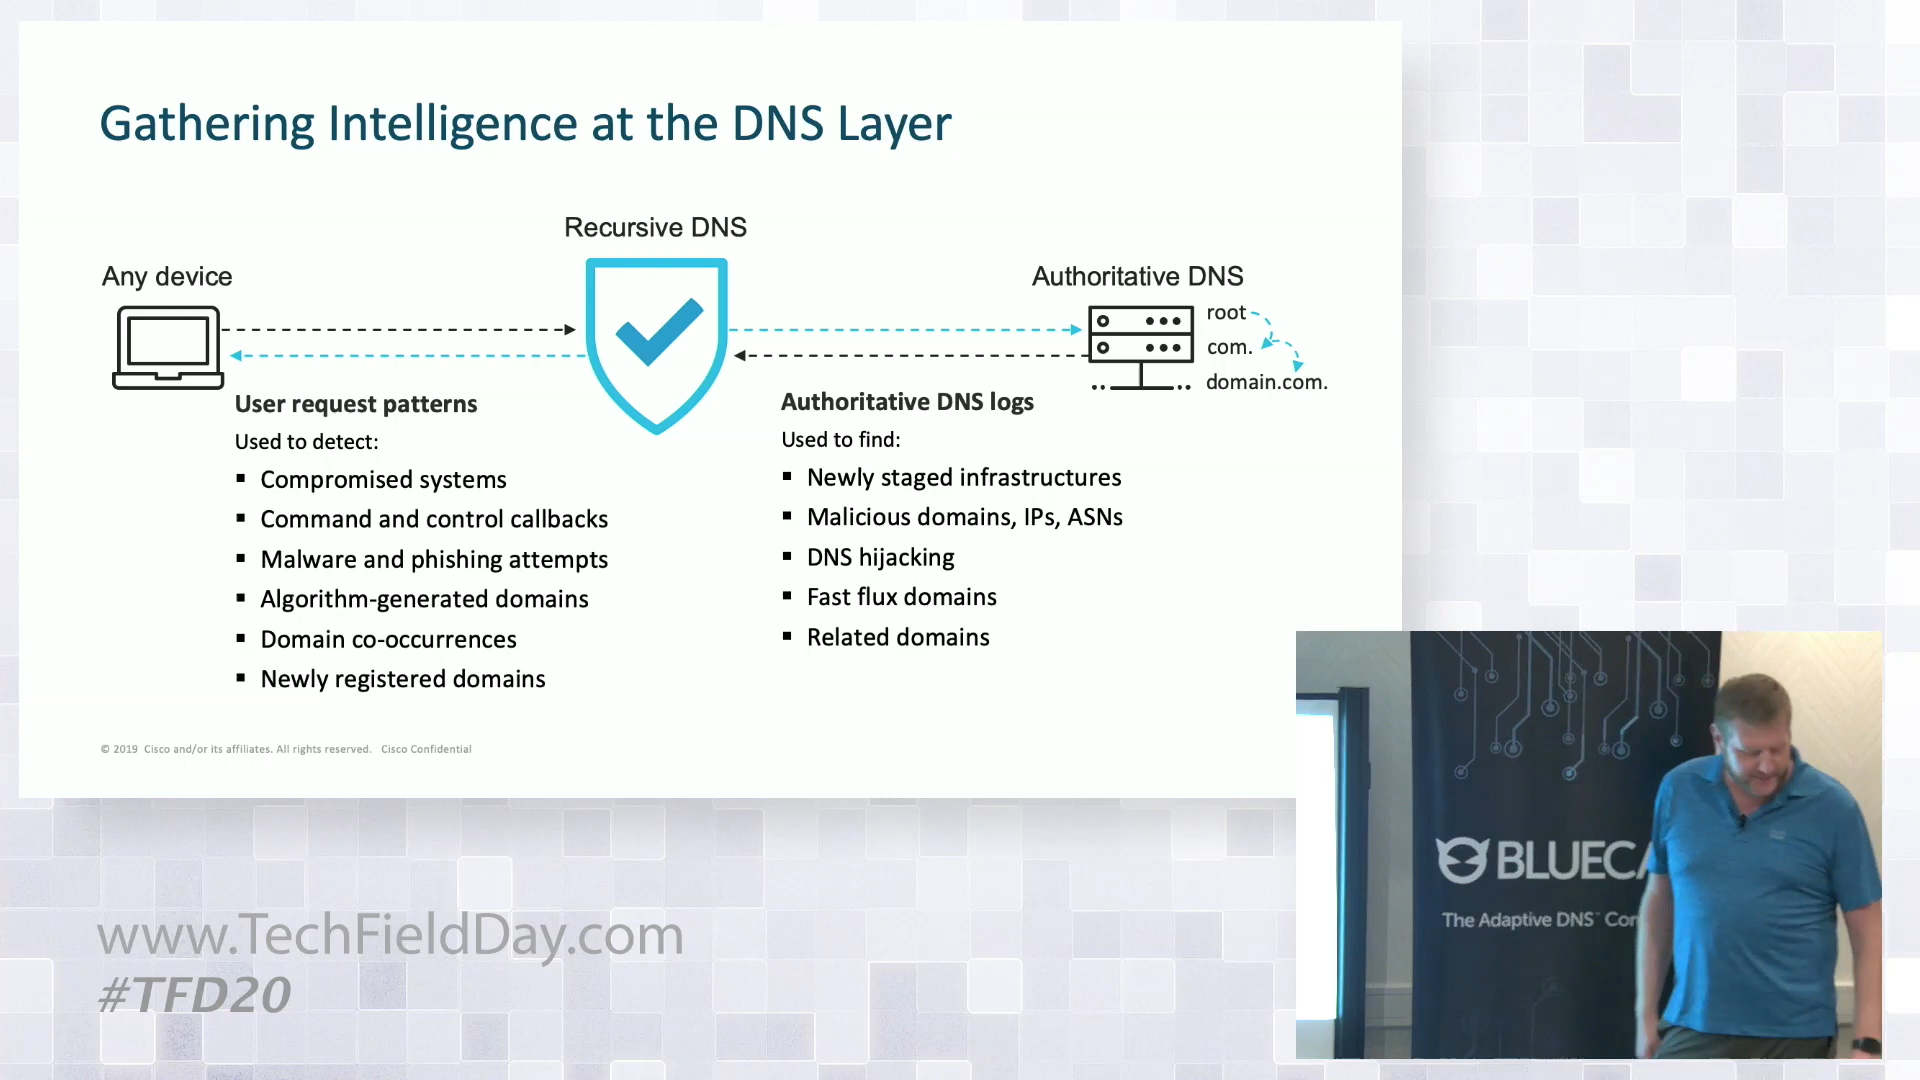 Gathering Intelligence at the DNS Layer
Recursive DNS
Any device
Authoritative DNS
root
com.
domain.com.
User request patterns
Used to detect:
▪ Compromised systems
▪ Command and control callbacks
▪ Malware and phishing attempts
▪ Algorithm-generated domains
▪ Domain co-occurrences
▪ Newly registered domains
Authoritative DNS logs
Used to find:
▪ Newly staged infrastructures
▪ Malicious domains, IPs, ASNs
▪ DNS hijacking
▪ Fast flux domains
▪ Related domains
© 2019 Cisco and/or its affiliates. All rights reserved. Cisco Confidential
BLUECA
The Adaptive DNS™ Com
www.TechFieldDay.com
#TFD20